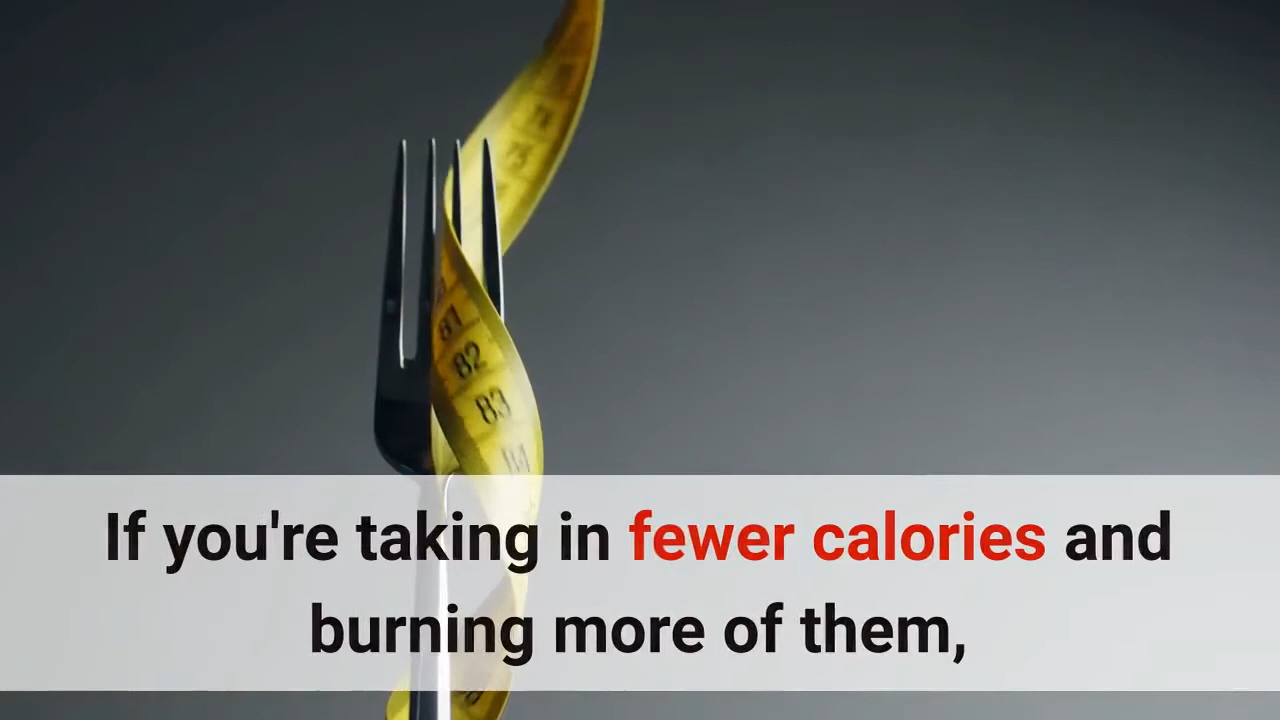 81
82
83
If you're taking in fewer calories and
burning more of them,